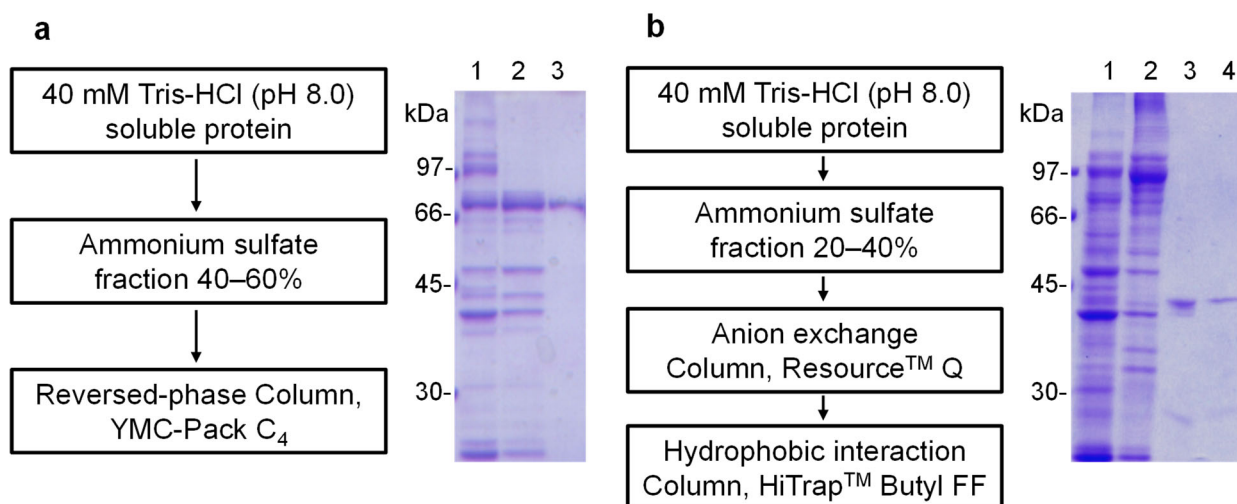 a
40 mM Tris-HCl (pH 8.0)
soluble protein
Ammonium sulfate
fraction 40–60%
Reversed-phase Column,
YMC-Pack C₄
1 2 3
kDa
97-
66-
45-
30-
b
40 mM Tris-HCl (pH 8.0)
soluble protein
Ammonium sulfate
fraction 20–40%
Anion exchange
Column, Resource™ Q
Hydrophobic interaction
Column, HiTrap™ Butyl FF
1 2 3 4
kDa
97-
66-
45-
30-